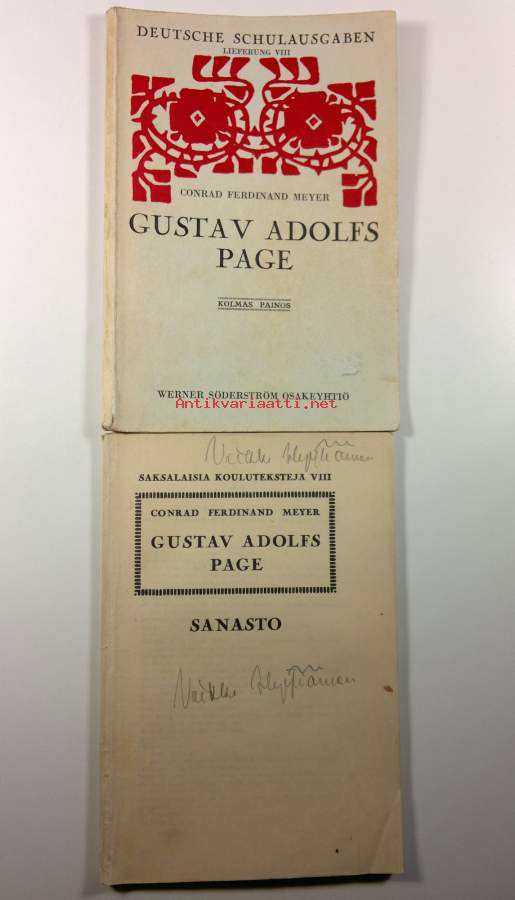 DEUTSCHE SCHULAUSGABEN
LIEFERUNG VIII
CONRAD FERDINAND MEYER
GUSTAV ADOLFS
PAGE
KOLMAS PAINOS
WERNER SÖDERSTRÖM OSAKEYHTIÖ
Antikvariaatti.net
SAKSALAISIA KOULUTEKSTEJÄ VIII
CONRAD FERDINAND MEYER
GUSTAV ADOLFS
PAGE
SANASTO
Veikko